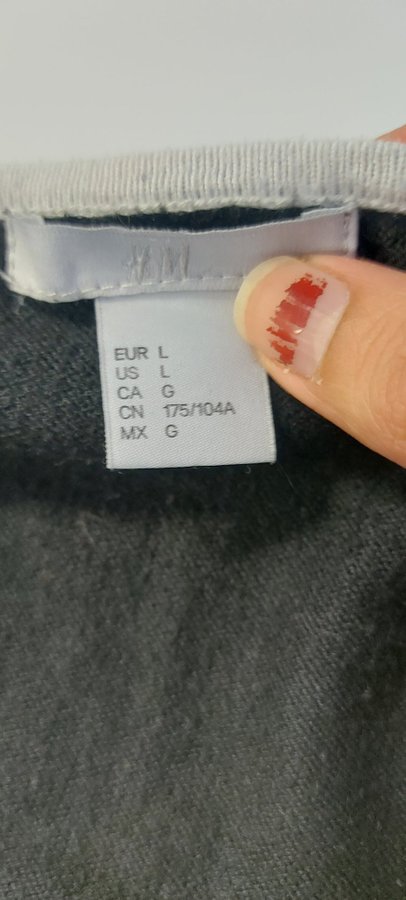 H&M
EUR L
US L
CA G
CN 175/104A
MX G